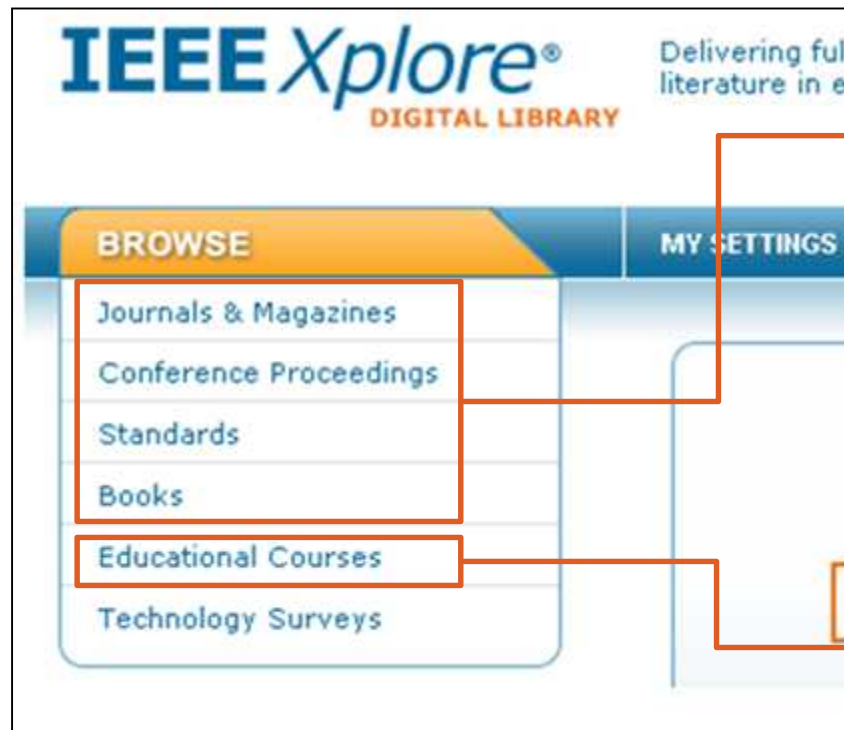 IEEE Xplore®
DIGITAL LIBRARY
Delivering ful
literature in e
BROWSE
MY SETTINGS
Journals & Magazines
Conference Proceedings
Standards
Books
Educational Courses
Technology Surveys